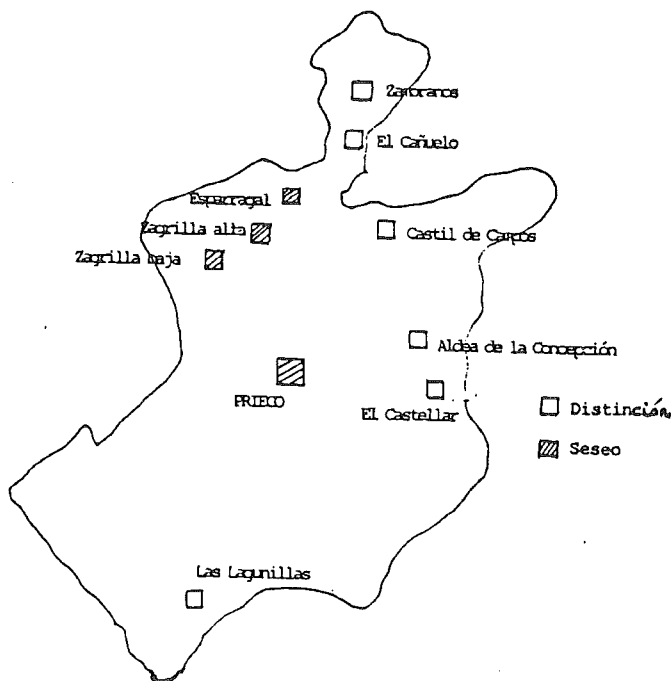 Zamoranos
El Cañuelo
Esparragal
Zagrilla alta
Castil de Campos
Zagrilla baja
Aldea de la Concepción
PRIEGO
El Castellar
Distinción
Seseo
Las Lagunillas